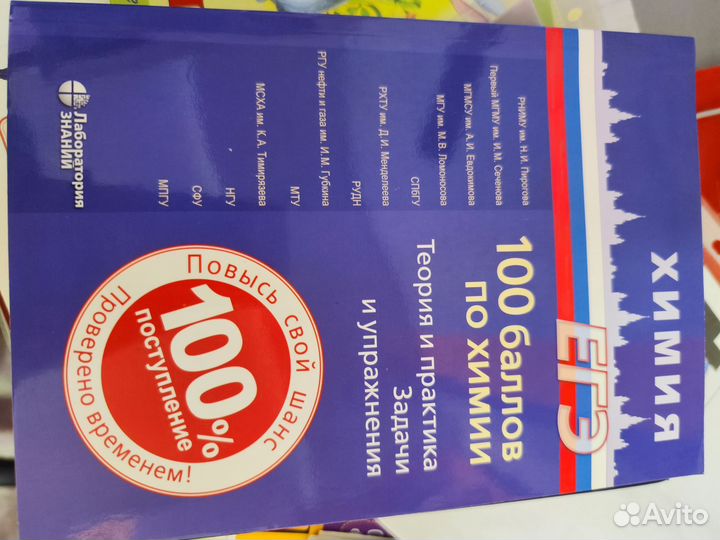 ХИМИЯ
ЕГЭ
100 баллов
по химии
Теория и практика
Задачи
и упражнения
РНИМУ им. Н. И. Пирогова
Первый МГМУ им. И. М. Сеченова
МГМСУ им. А. И. Евдокимова
МГУ им. М. В. Ломоносова
СПбГУ
РХТУ им. Д. И. Менделеева
РУДН
РГУ нефти и газа им. И.М. Губкина
МТУ
МСХА им. К.А. Тимирязева
НГУ
СФУ
МПГУ
Повысь свой шанс
100%
поступление
Проверено временем!
Лаборатория
ЗНАНИЙ
Avito